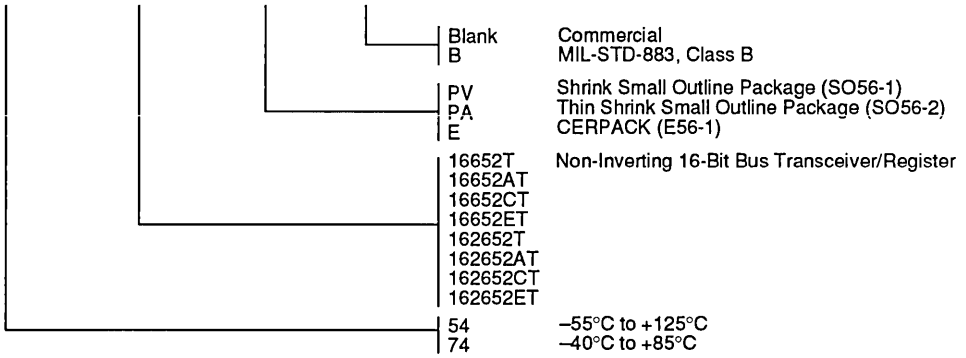 Blank Commercial
B MIL-STD-883, Class B
PV Shrink Small Outline Package (SO56-1)
PA Thin Shrink Small Outline Package (SO56-2)
E CERPACK (E56-1)
16652T Non-Inverting 16-Bit Bus Transceiver/Register
16652AT
16652CT
16652ET
162652T
162652AT
162652CT
162652ET
54 –55°C to +125°C
74 –40°C to +85°C